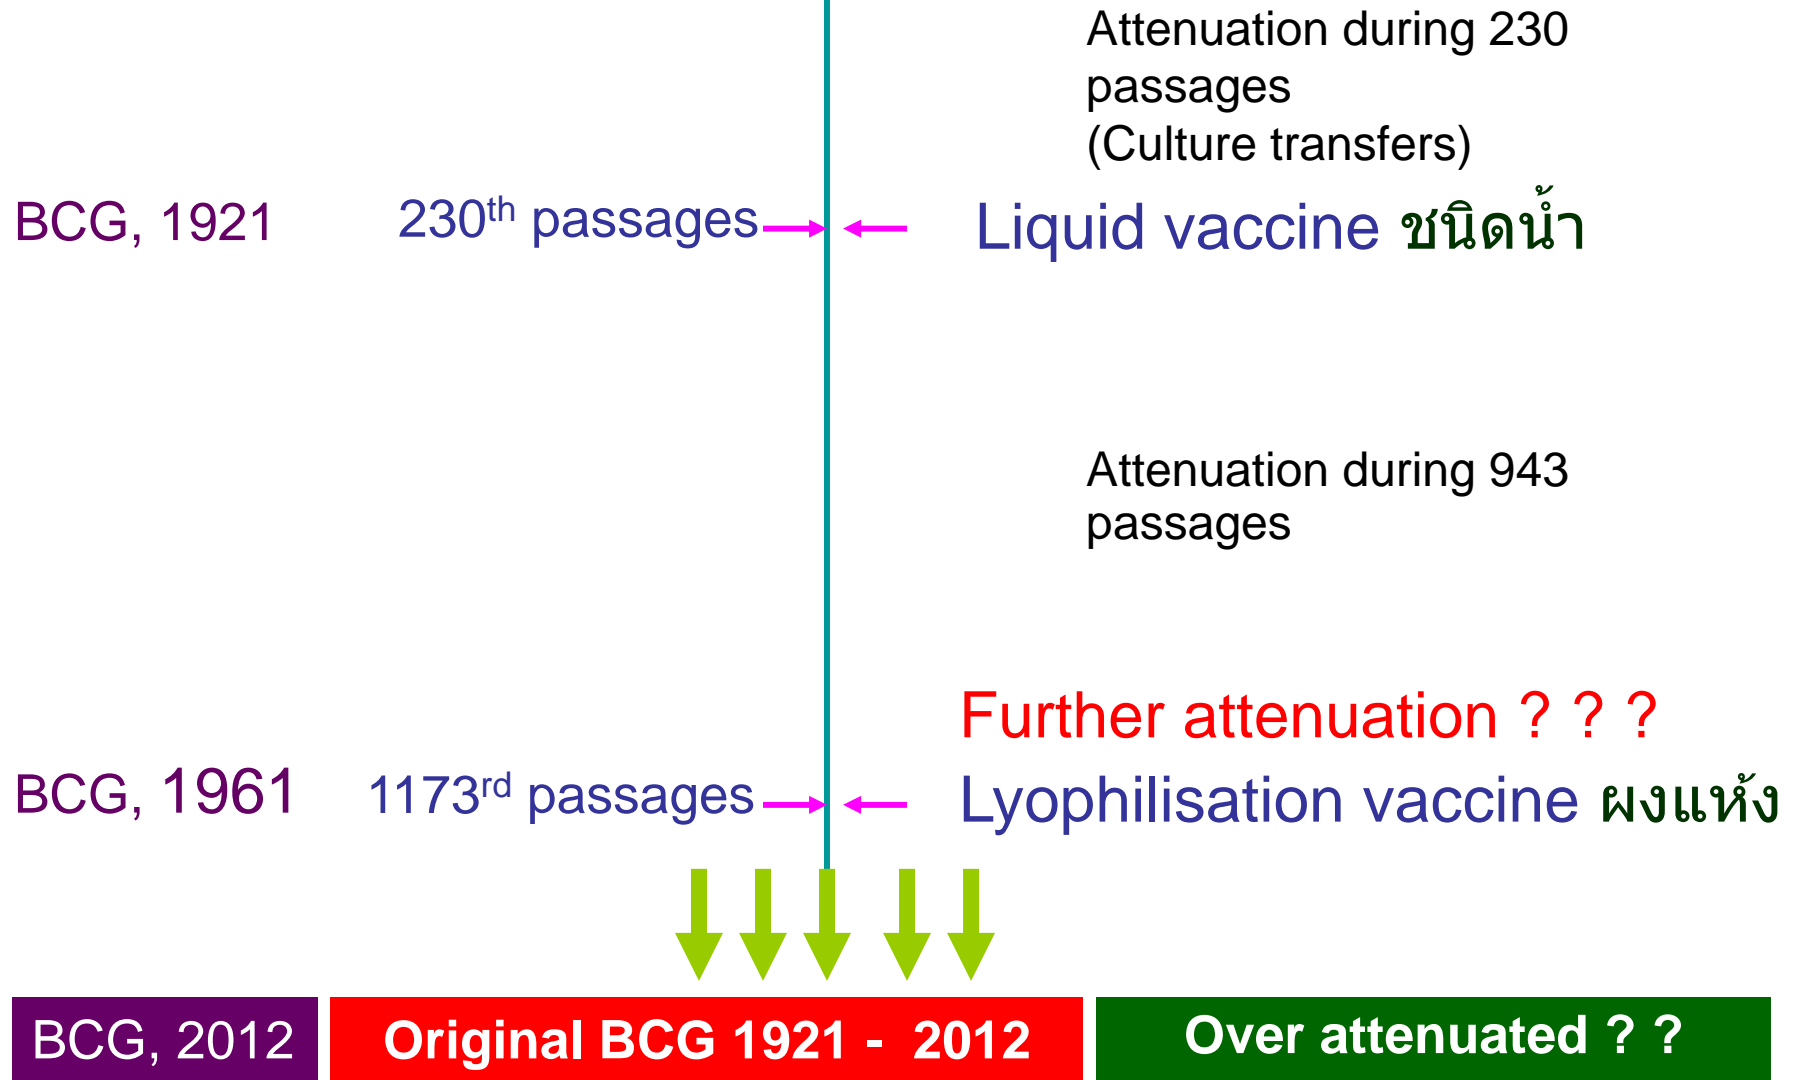 Attenuation during 230
passages
(Culture transfers)
BCG, 1921 230th passages Liquid vaccine ชนิดน้ำ
Attenuation during 943
passages
Further attenuation ? ? ?
BCG, 1961 1173rd passages Lyophilisation vaccine ผงแห้ง
BCG, 2012 Original BCG 1921 - 2012 Over attenuated ? ?